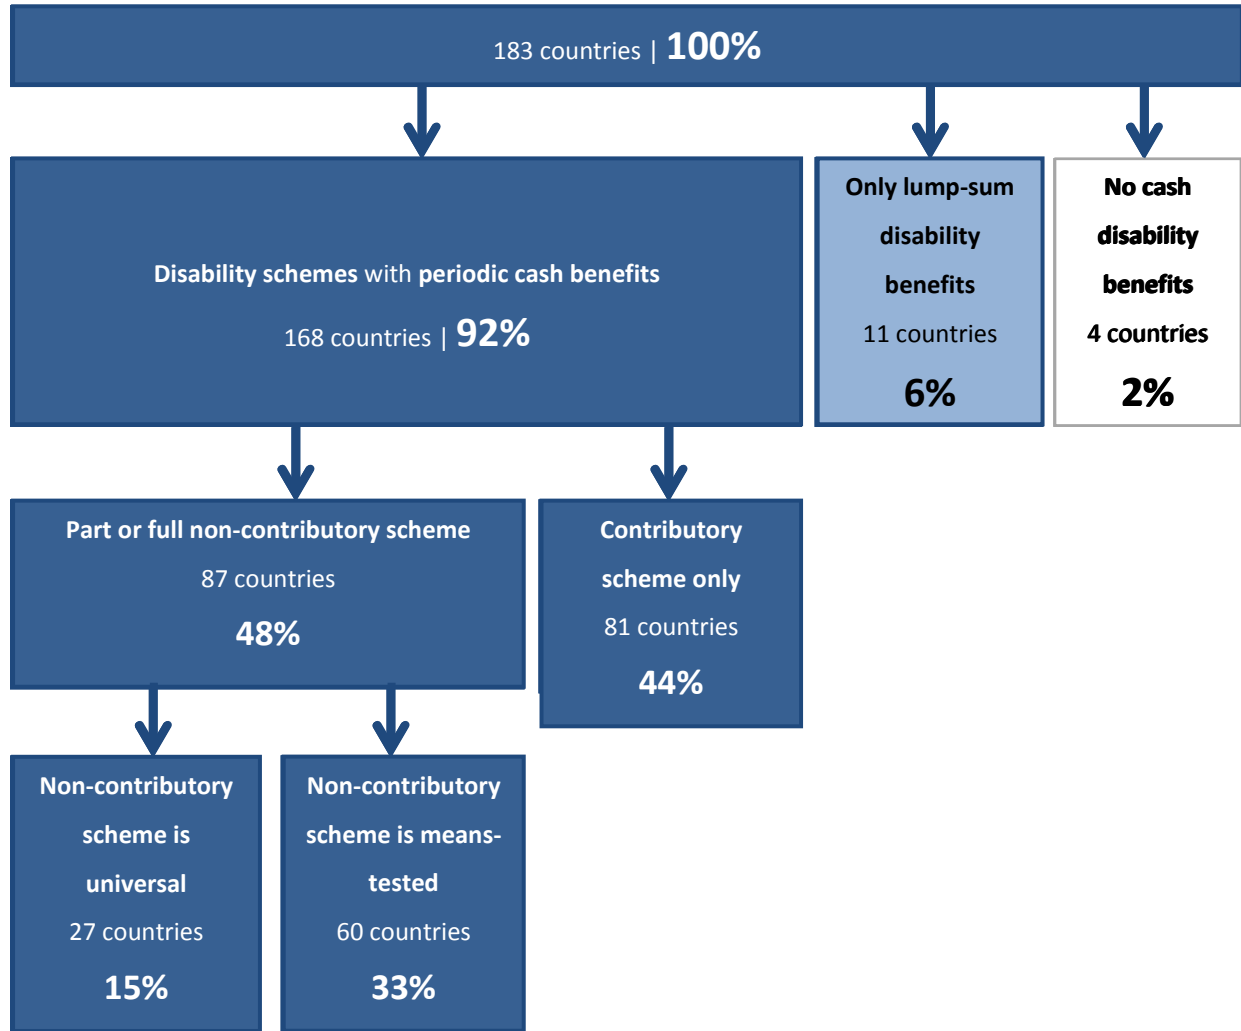 183 countries | 100%
Disability schemes with periodic cash benefits
168 countries | 92%
Only lump-sum
disability
benefits
11 countries
6%
No cash
disability
benefits
4 countries
2%
Part or full non-contributory scheme
87 countries
48%
Contributory
scheme only
81 countries
44%
Non-contributory
scheme is
universal
27 countries
15%
Non-contributory
scheme is means-
tested
60 countries
33%